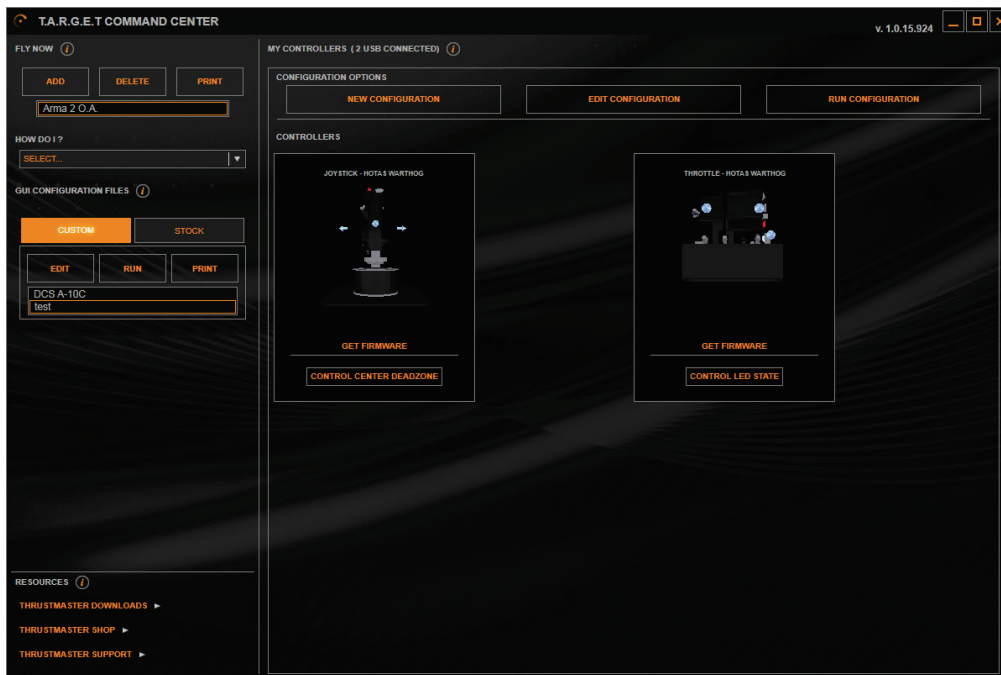 T.A.R.G.E.T COMMAND CENTER
v. 1.0.15.924
FLY NOW
ADD DELETE PRINT
Arma 2 O.A.
HOW DO I ?
SELECT...
GUI CONFIGURATION FILES
CUSTOM STOCK
EDIT RUN PRINT
DCS A-10C
test
RESOURCES
THRUSTMASTER DOWNLOADS
THRUSTMASTER SHOP
THRUSTMASTER SUPPORT
MY CONTROLLERS ( 2 USB CONNECTED)
CONFIGURATION OPTIONS
NEW CONFIGURATION EDIT CONFIGURATION RUN CONFIGURATION
CONTROLLERS
JOYSTICK - HOTAS WARTHOG
GET FIRMWARE
CONTROL CENTER DEADZONE
THROTTLE - HOTAS WARTHOG
GET FIRMWARE
CONTROL LED STATE